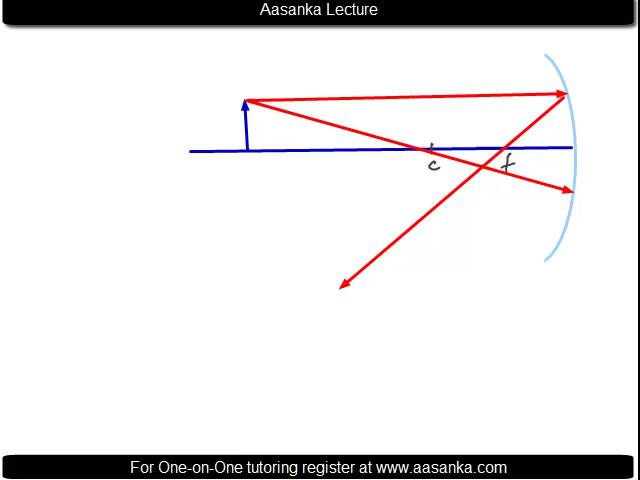 Aasanka Lecture
c
f
For One-on-One tutoring register at www.aasanka.com